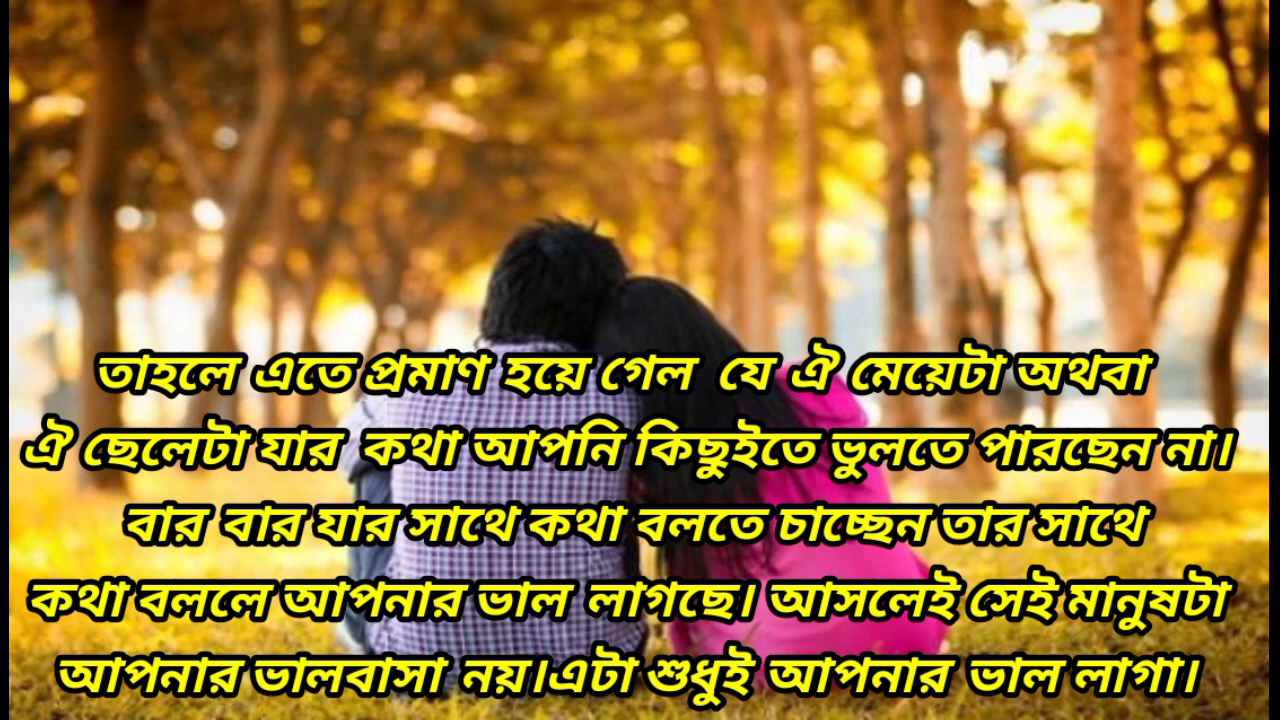 তাহলে এতে প্রমাণ হয়ে গেল যে ঐ মেয়েটা অথবা
ঐ ছেলেটা যার কথা আপনি কিছুইতে ভুলতে পারছেন না।
বার বার যার সাথে কথা বলতে চাচ্ছেন তার সাথে
কথা বললে আপনার ভাল লাগছে। আসলেই সেই মানুষটা
আপনার ভালবাসা নয়।এটা শুধুই আপনার ভাল লাগা।